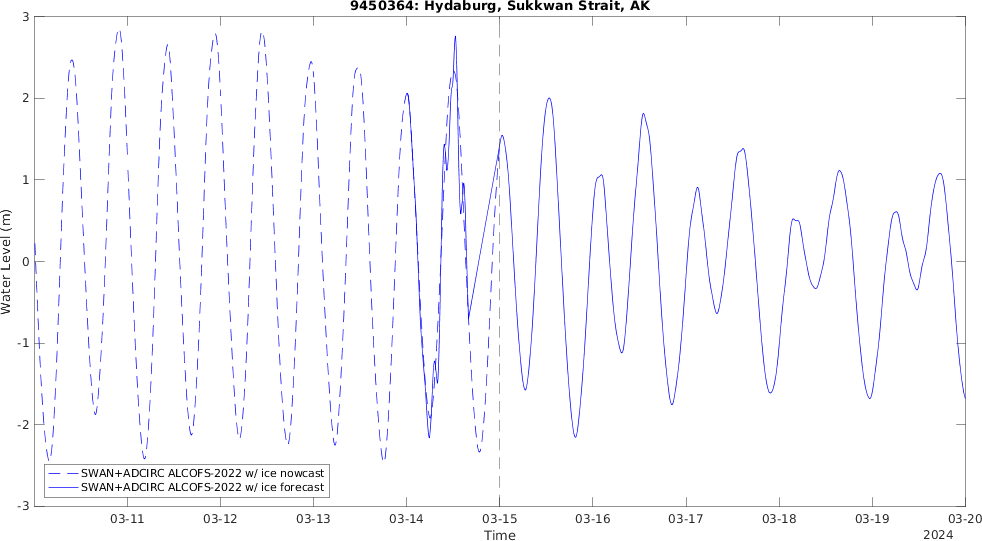 9450364: Hydaburg, Sukkwan Strait, AK
Water Level (m)
3
2
1
0
-1
-2
-3
SWAN+ADCIRC ALCOFS-2022 w/ ice nowcast
SWAN+ADCIRC ALCOFS-2022 w/ ice forecast
03-11 03-12 03-13 03-14 03-15 03-16 03-17 03-18 03-19 03-20
Time
2024